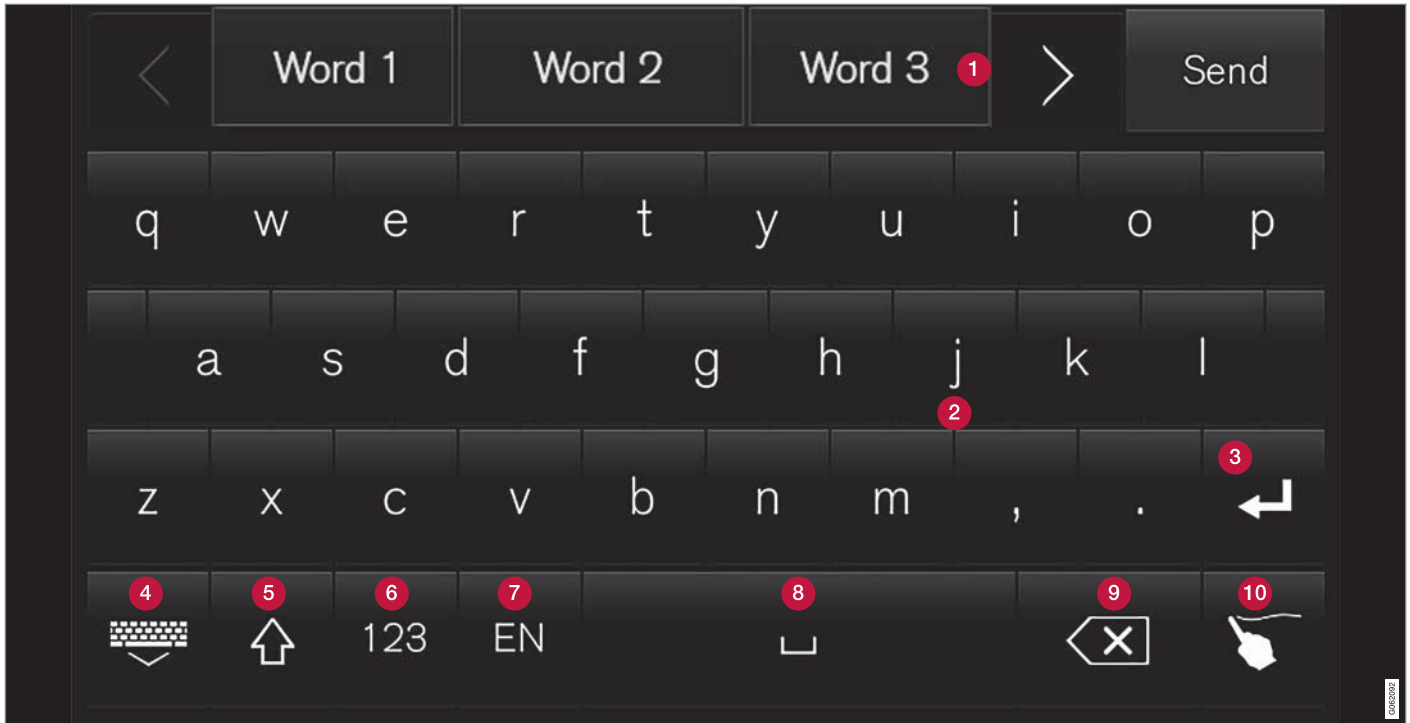 Word 1 Word 2 Word 3 1 Send
q w e r t y u i o p
a s d f g h j k l
2
3
z x c v b n m , .
4 5 6 7 8 9 10
123 EN
G062092